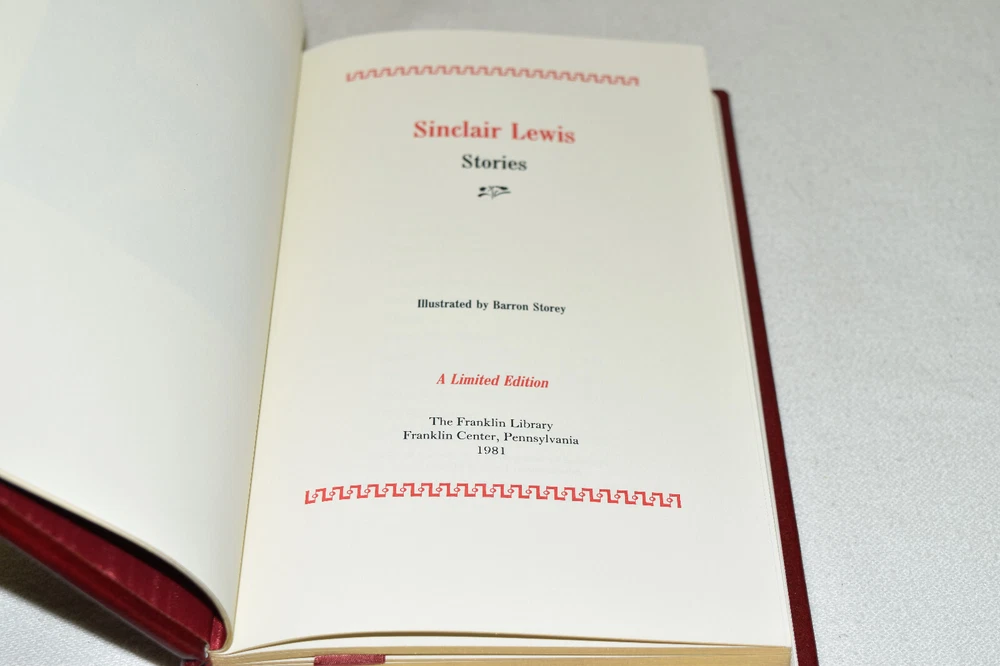 Sinclair Lewis
Stories
Illustrated by Barron Storey
A Limited Edition
The Franklin Library
Franklin Center, Pennsylvania
1981